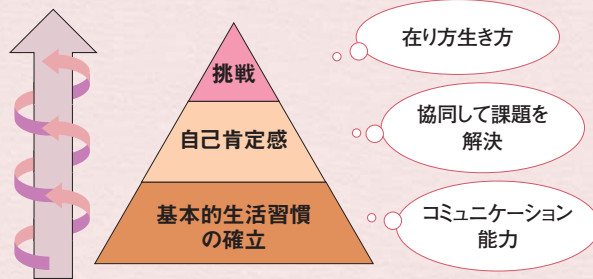 挑戦
在り方生き方
自己肯定感
協同して課題を
解決
基本的生活習慣
の確立
コミュニケーション
能力